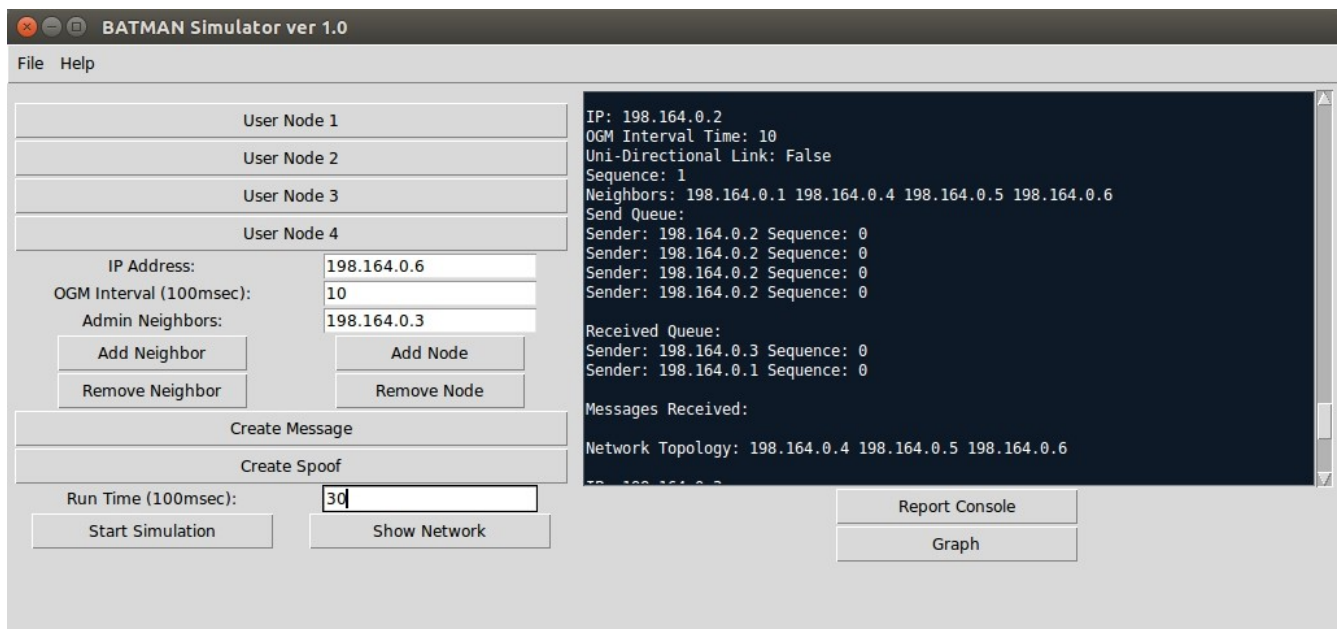 BATMAN Simulator ver 1.0
File Help
User Node 1
User Node 2
User Node 3
User Node 4
IP Address: 198.164.0.6
OGM Interval (100msec): 10
Admin Neighbors: 198.164.0.3
Add Neighbor Add Node
Remove Neighbor Remove Node
Create Message
Create Spoof
Run Time (100msec): 30
Start Simulation Show Network
IP: 198.164.0.2
OGM Interval Time: 10
Uni-Directional Link: False
Sequence: 1
Neighbors: 198.164.0.1 198.164.0.4 198.164.0.5 198.164.0.6
Send Queue:
Sender: 198.164.0.2 Sequence: 0
Sender: 198.164.0.2 Sequence: 0
Sender: 198.164.0.2 Sequence: 0
Sender: 198.164.0.2 Sequence: 0
Received Queue:
Sender: 198.164.0.3 Sequence: 0
Sender: 198.164.0.1 Sequence: 0
Messages Received:
Network Topology: 198.164.0.4 198.164.0.5 198.164.0.6
Report Console
Graph